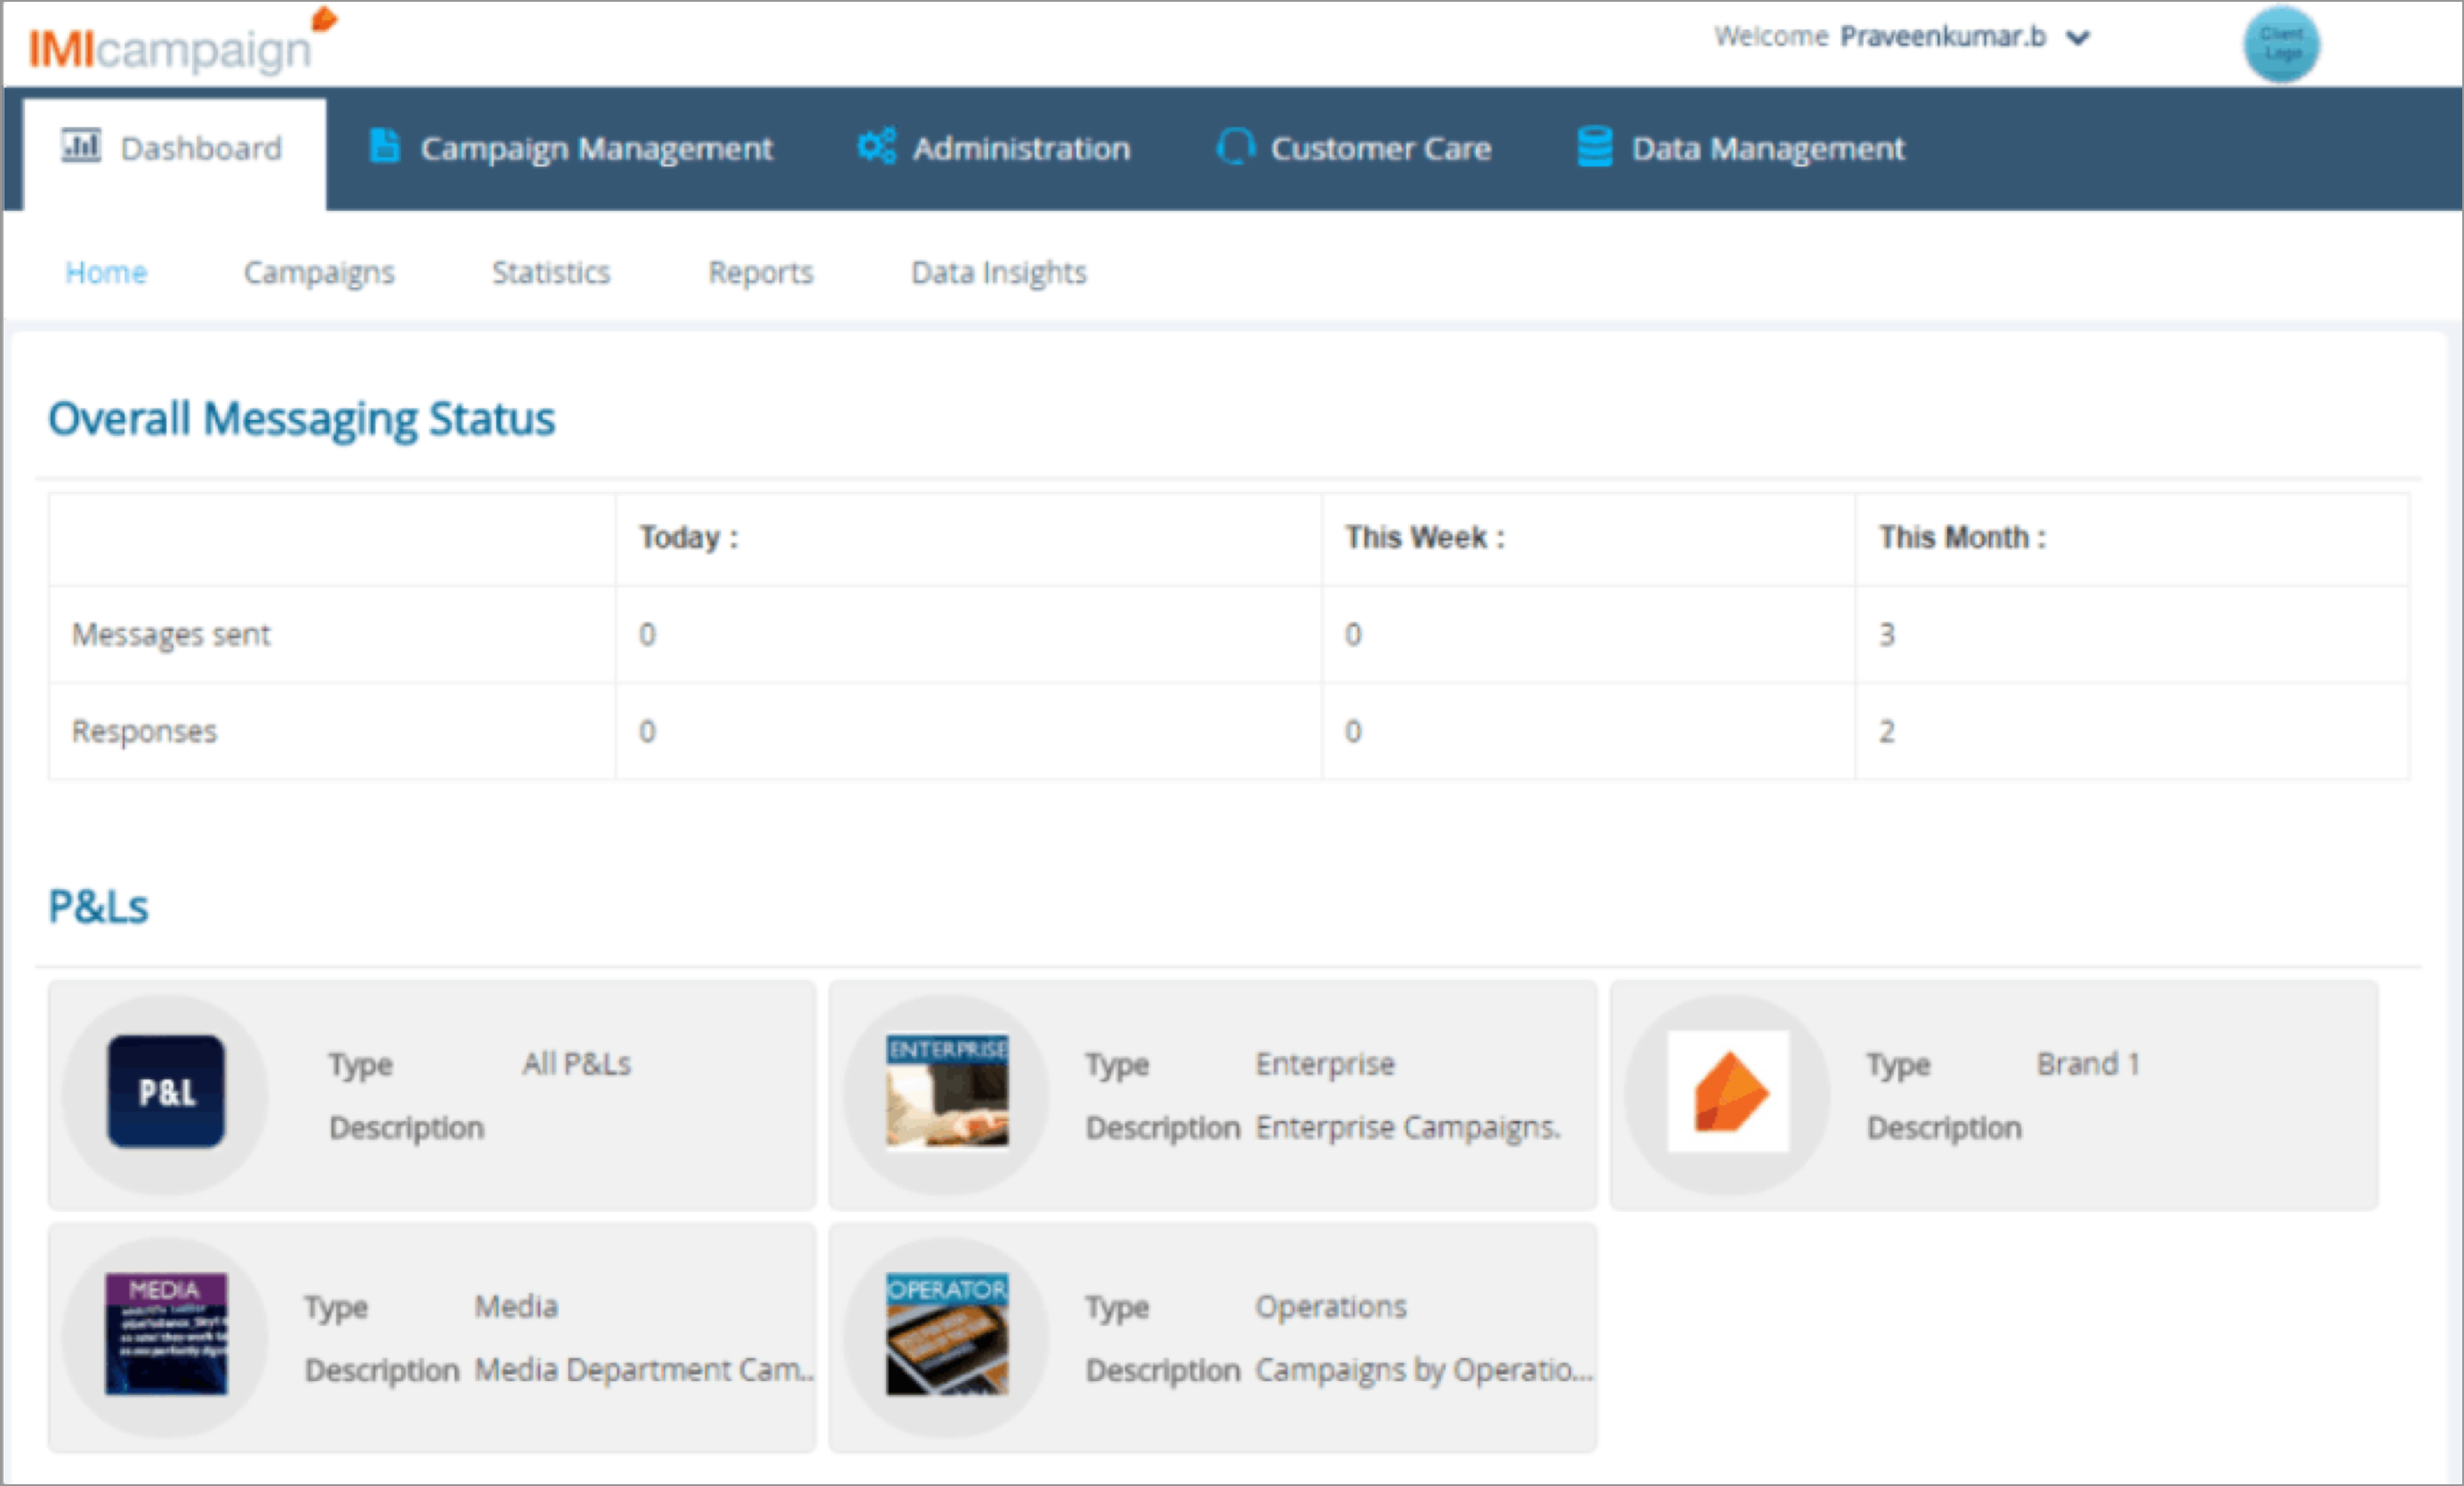 IMIcampaign
Welcome Praveenkumar.b
Client
Logo
Dashboard Campaign Management Administration Customer Care Data Management
Home Campaigns Statistics Reports Data Insights
Overall Messaging Status
Today : This Week : This Month :
Messages sent 0 0 3
Responses 0 0 2
P&Ls
P&L
Type All P&Ls
Description
ENTERPRISE
Type Enterprise
Description Enterprise Campaigns.
Type Brand 1
Description
MEDIA
Type Media
Description Media Department Cam..
OPERATOR
Type Operations
Description Campaigns by Operatio...